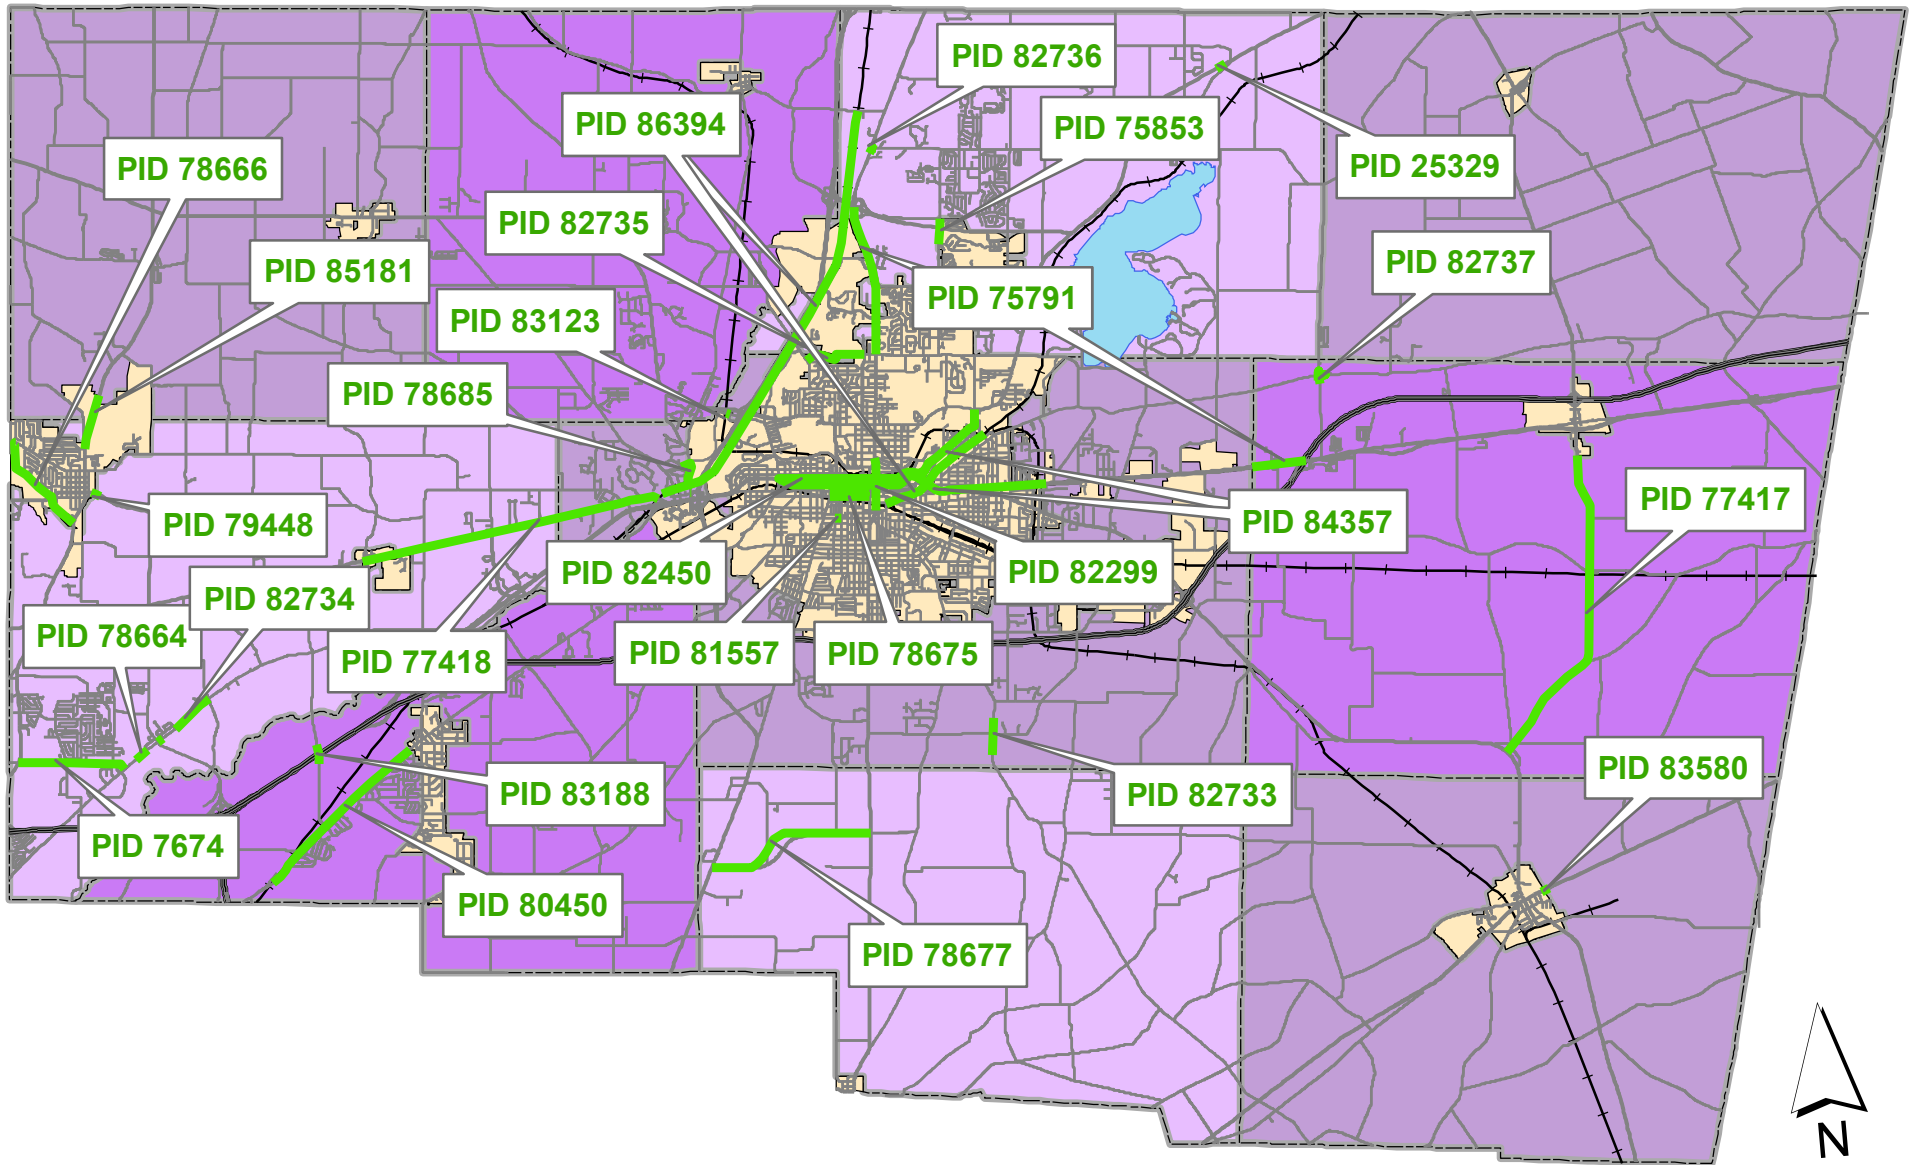 PID 82736
PID 86394
PID 75853
PID 78666
PID 25329
PID 82735
PID 85181
PID 82737
PID 75791
PID 83123
PID 78685
PID 77417
PID 79448
PID 84357
PID 82450
PID 82299
PID 82734
PID 78664
PID 77418
PID 81557
PID 78675
PID 83580
PID 83188
PID 82733
PID 7674
PID 80450
PID 78677
N